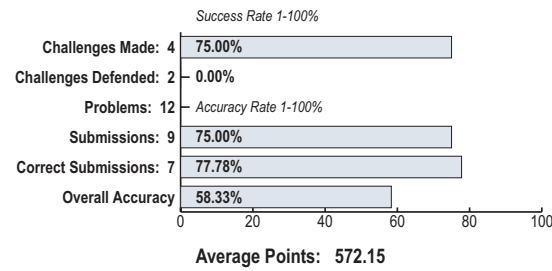 Success Rate 1-100%
Challenges Made: 4 75.00%
Challenges Defended: 2 0.00%
Problems: 12 Accuracy Rate 1-100%
Submissions: 9 75.00%
Correct Submissions: 7 77.78%
Overall Accuracy 58.33%
0 20 40 60 80 100
Average Points: 572.15